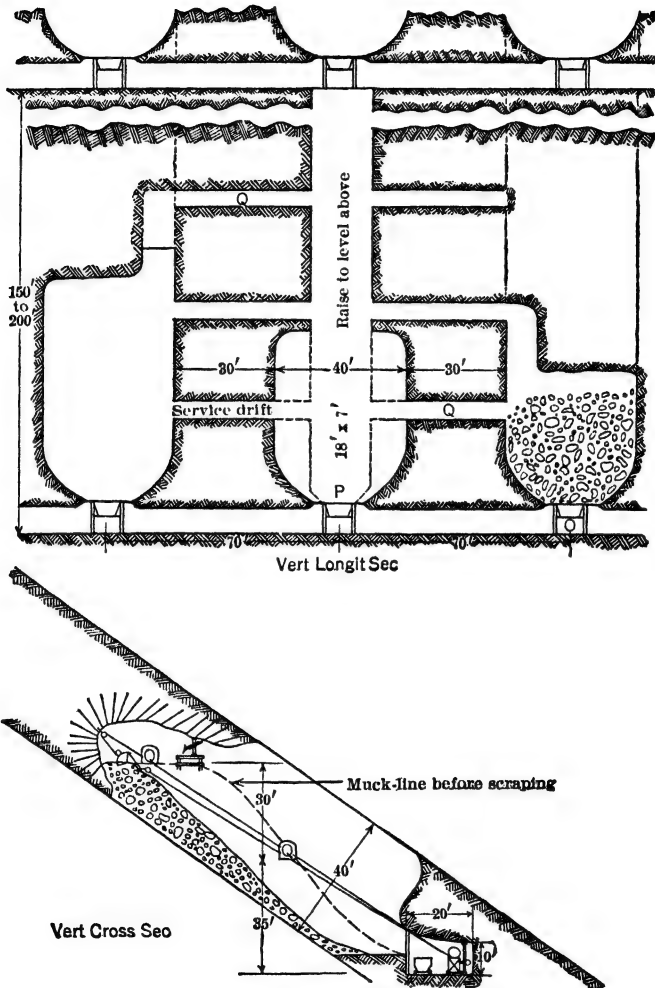 Q
Raise to level above
150'
to
200'
30'
40'
30'
Service drift
18' x 7'
Q
P
O
70'
70'
Vert Longit Sec
Q
Muck-line before scraping
30'
Q
40'
20'
Vert Cross Sec
35'
10'